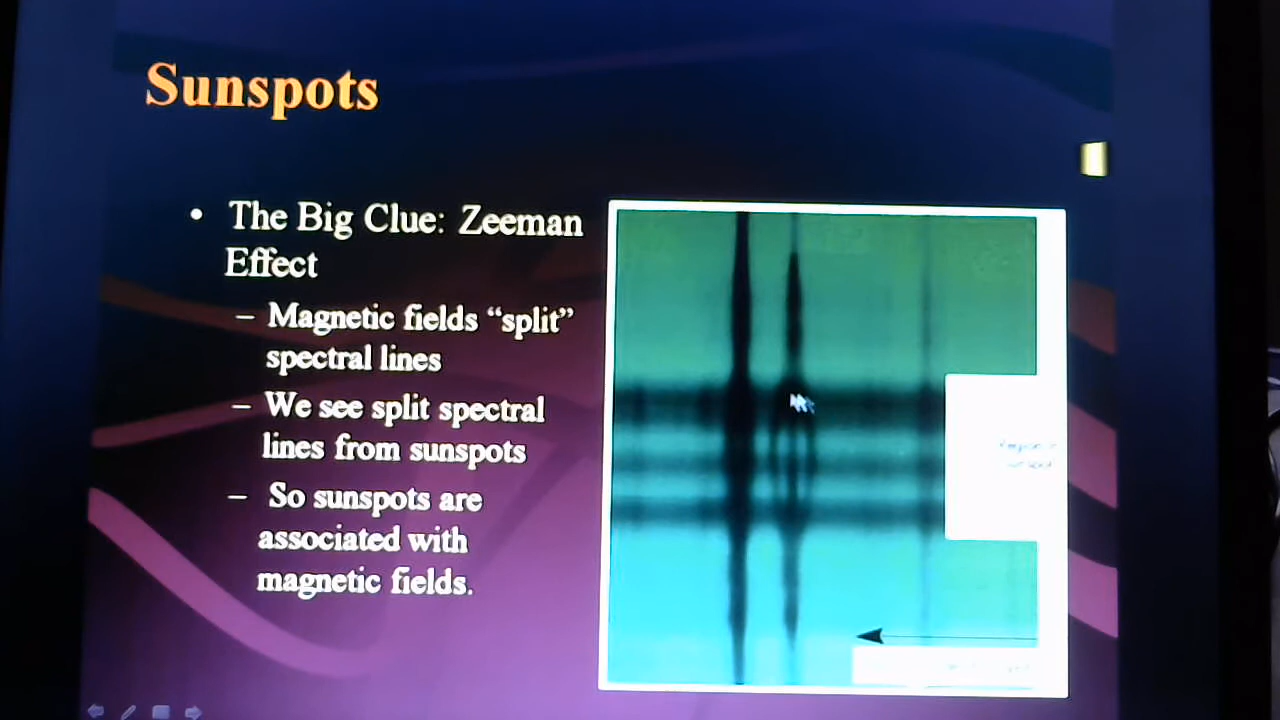 Sunspots
• The Big Clue: Zeeman
Effect
– Magnetic fields “split”
spectral lines
– We see split spectral
lines from sunspots
– So sunspots are
associated with
magnetic fields.